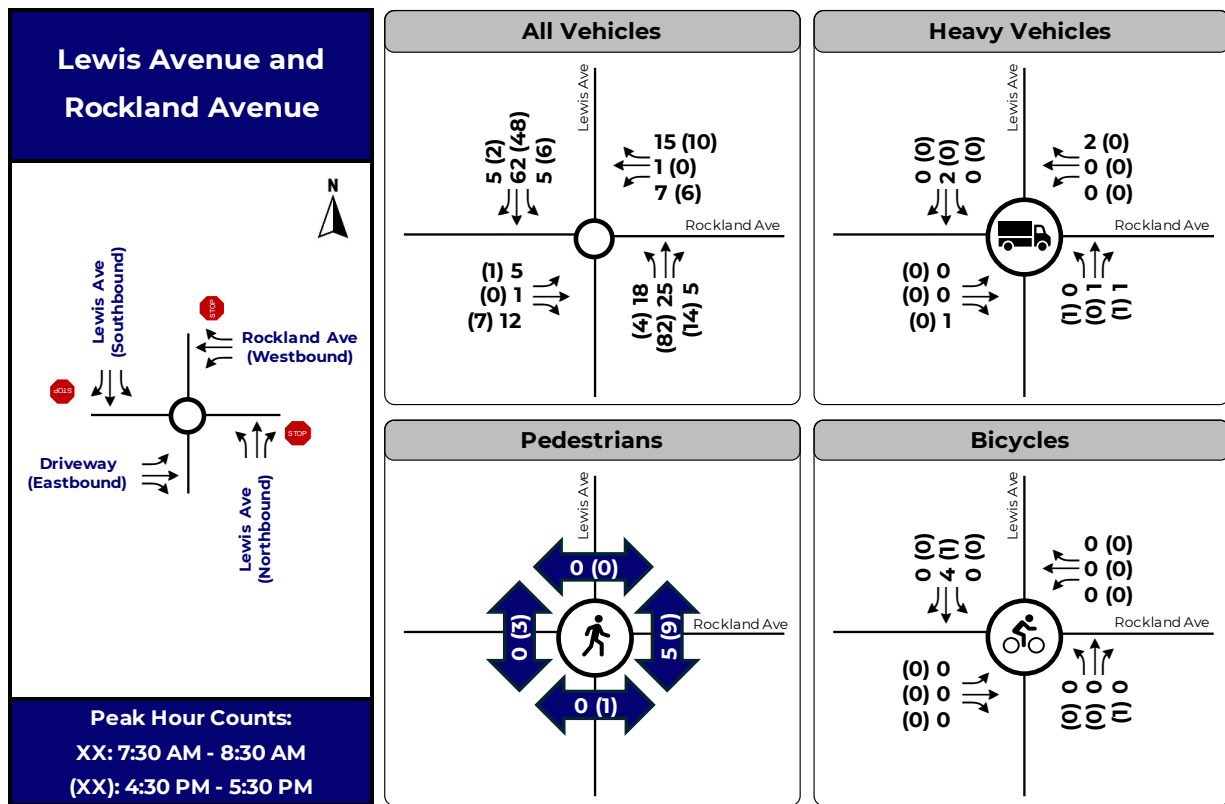 Lewis Avenue and
Rockland Avenue
N
Lewis Ave
(Southbound)
STOP
Rockland Ave
(Westbound)
STOP
STOP
Driveway
(Eastbound)
Lewis Ave
(Northbound)
Peak Hour Counts:
XX: 7:30 AM - 8:30 AM
(XX): 4:30 PM - 5:30 PM
All Vehicles
Lewis Ave
5 (2)
62 (48)
5 (6)
15 (10)
1 (0)
7 (6)
Rockland Ave
(1) 5
(0) 1
(7) 12
(4) 18
(82) 25
(14) 5
Heavy Vehicles
Lewis Ave
0 (0)
2 (0)
0 (0)
2 (0)
0 (0)
0 (0)
Rockland Ave
(0) 0
(0) 0
(0) 1
(1) 0
(0) 1
(1) 1
Pedestrians
Lewis Ave
0 (0)
0 (3)
5 (9)
Rockland Ave
0 (1)
Bicycles
Lewis Ave
0 (0)
4 (1)
0 (0)
0 (0)
0 (0)
0 (0)
Rockland Ave
(0) 0
(0) 0
(0) 0
(0) 0
(0) 0
(1) 0